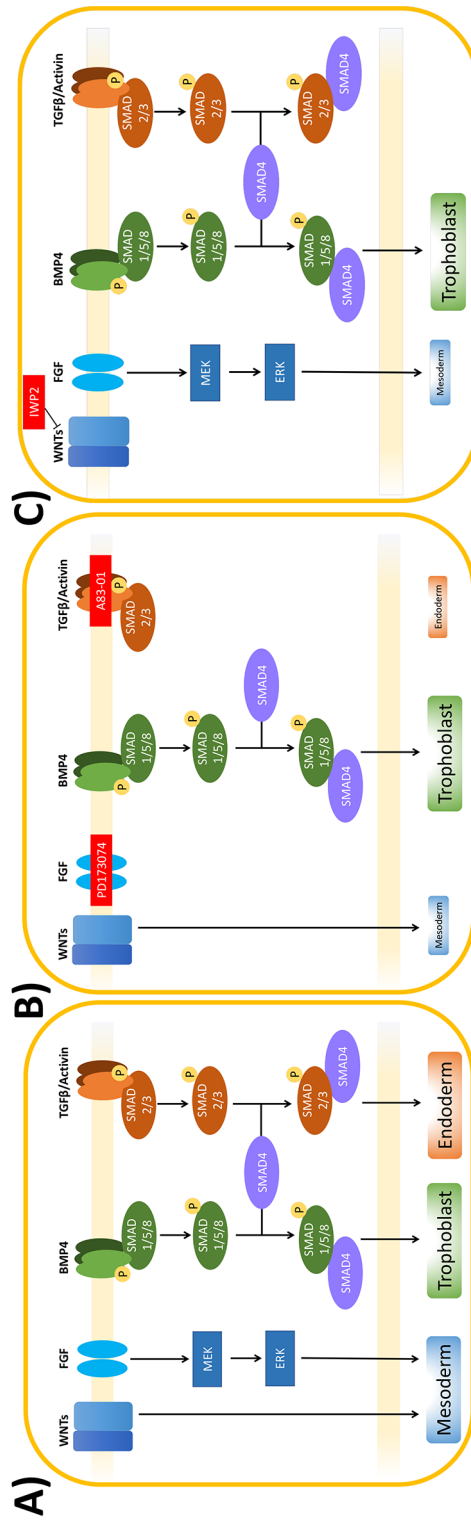 A)
WNTs
FGF
BMP4
TGFβ/Activin
P
P
SMAD
1/5/8
SMAD
2/3
P
P
MEK
SMAD
1/5/8
SMAD
2/3
ERK
SMAD4
P
P
SMAD
1/5/8
SMAD
2/3
SMAD4
SMAD4
Mesoderm
Trophoblast
Endoderm
B)
WNTs
FGF
BMP4
TGFβ/Activin
PD173074
A83-01
P
P
SMAD
1/5/8
SMAD
2/3
P
SMAD
1/5/8
SMAD4
P
SMAD
1/5/8
SMAD4
Mesoderm
Trophoblast
Endoderm
C)
IWP2
WNTs
FGF
BMP4
TGFβ/Activin
P
P
SMAD
1/5/8
SMAD
2/3
P
P
MEK
SMAD
1/5/8
SMAD
2/3
ERK
SMAD4
P
P
SMAD
1/5/8
SMAD
2/3
SMAD4
SMAD4
Mesoderm
Trophoblast